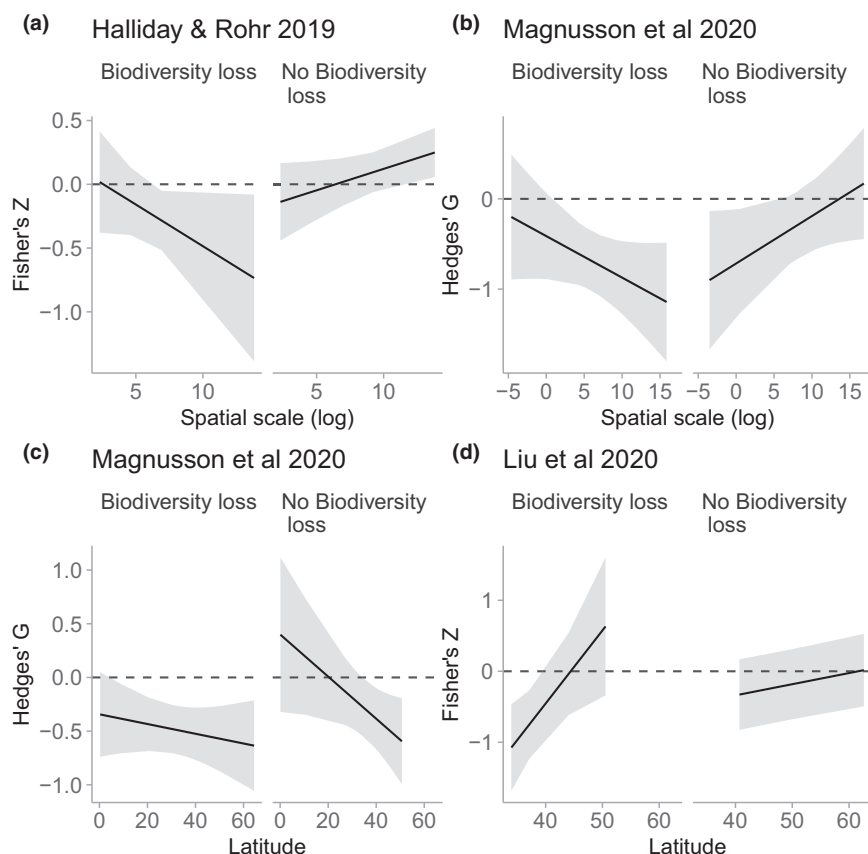 (a) Halliday & Rohr 2019
Biodiversity loss
No Biodiversity
loss
Fisher's Z
0.5
0.0
−0.5
−1.0
5 10
5 10
Spatial scale (log)
(b) Magnusson et al 2020
Biodiversity loss
No Biodiversity
loss
Hedges' G
0
−1
−5 0 5 10 15
−5 0 5 10 15
Spatial scale (log)
(c) Magnusson et al 2020
Biodiversity loss
No Biodiversity
loss
Hedges' G
1.0
0.5
0.0
−0.5
−1.0
0 20 40 60
0 20 40 60
Latitude
(d) Liu et al 2020
Biodiversity loss
No Biodiversity
loss
Fisher's Z
1
0
−1
40 50 60
40 50 60
Latitude